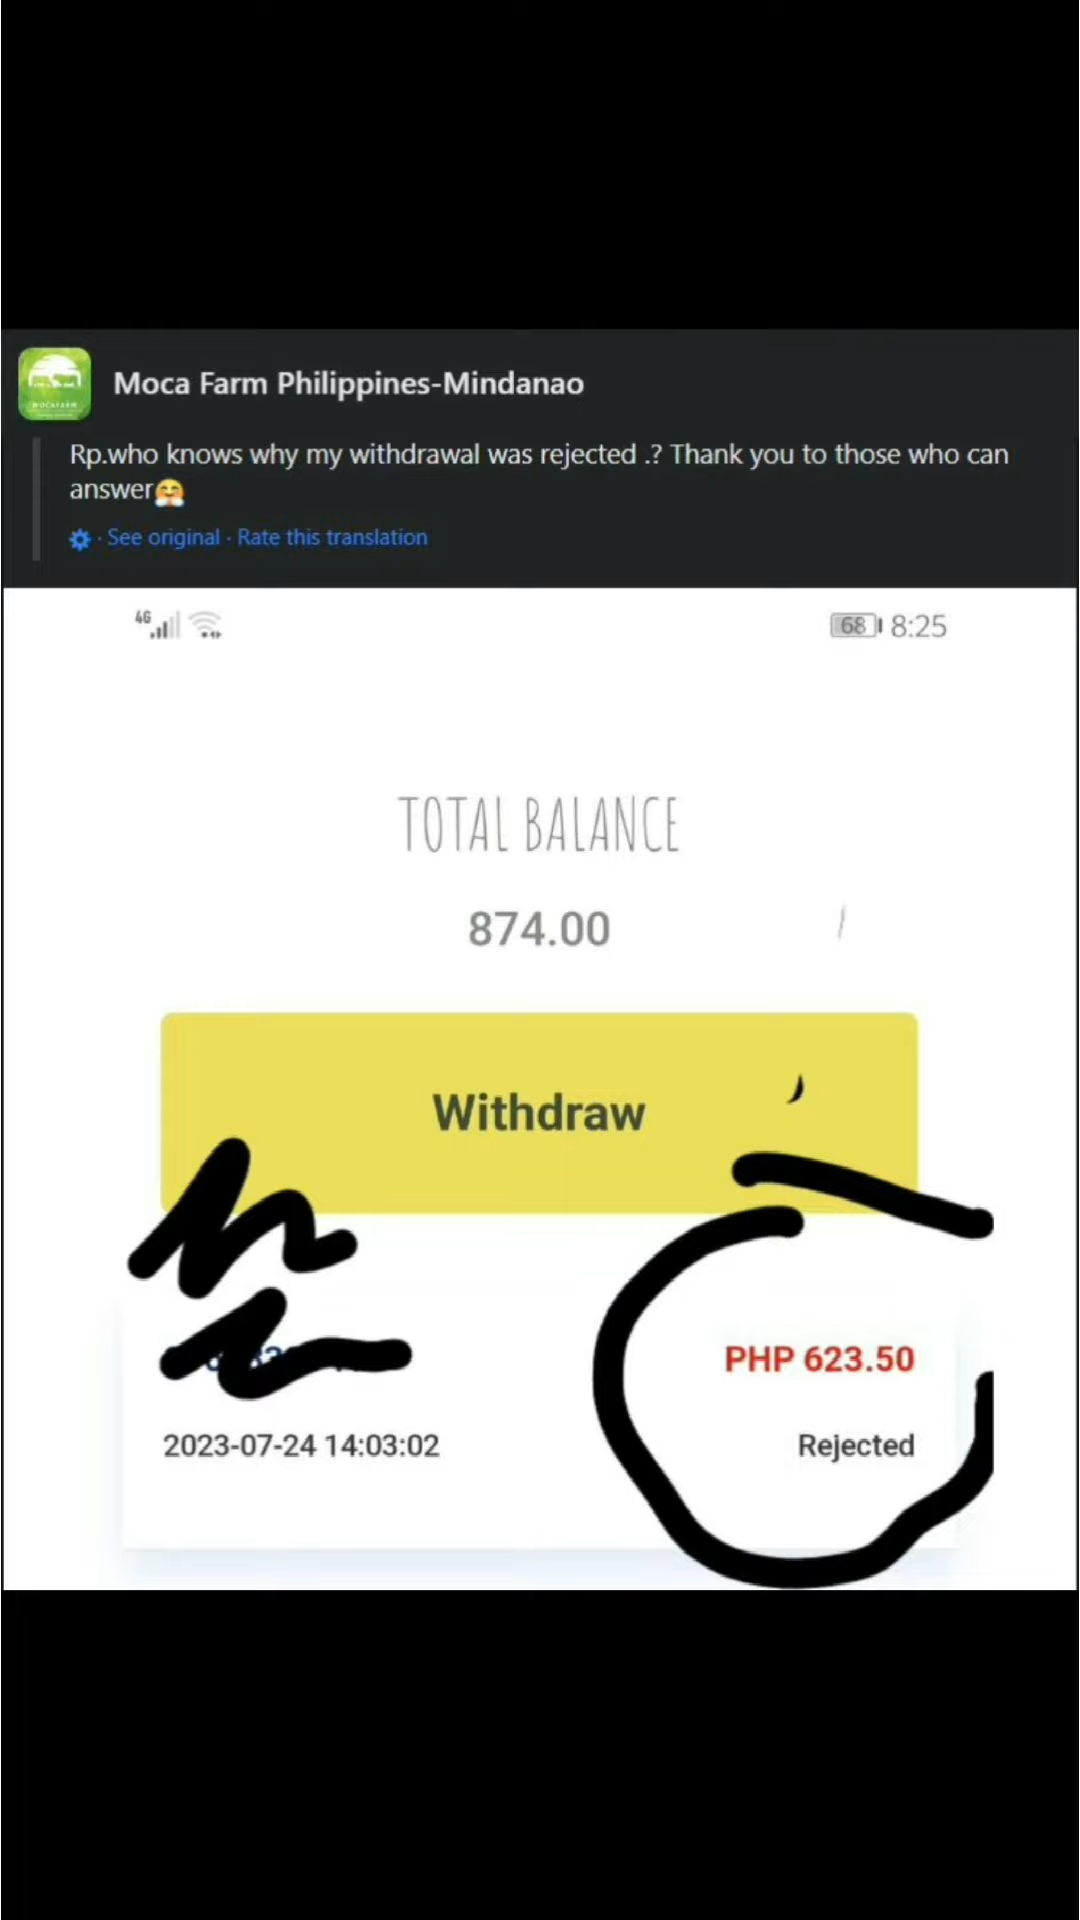 Moca Farm Philippines-Mindanao
Rp.who knows why my withdrawal was rejected .? Thank you to those who can
answer🤗
· See original · Rate this translation
4G
68 8:25
TOTAL BALANCE
874.00
Withdraw
PHP 623.50
2023-07-24 14:03:02
Rejected